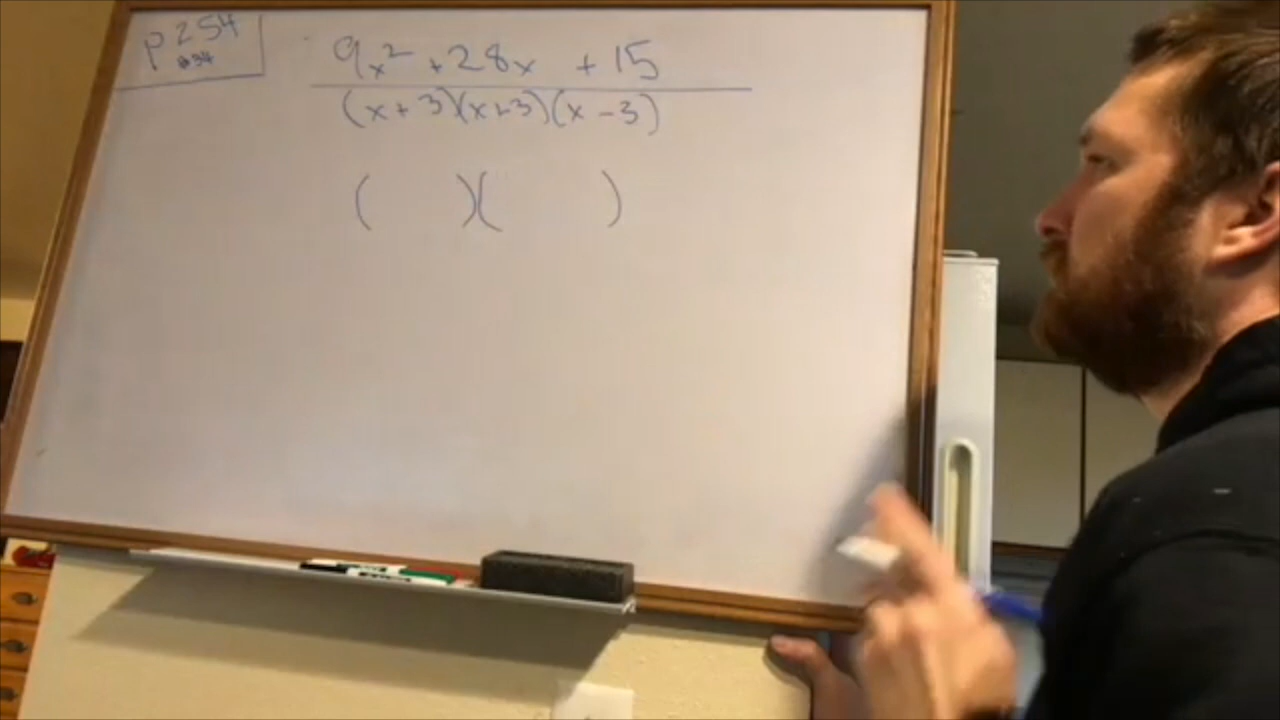 p 254
#34
9x² + 28x + 15
(x + 3)(x + 3)(x - 3)
( )( )